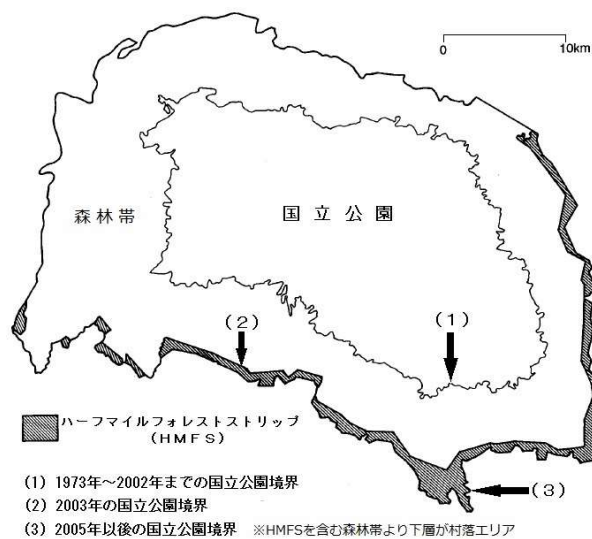 0
10km
森林帯
国立公園
(2)
(1)
ハーフマイルフォレストストリップ
(HMFS)
(3)
(1) 1973年～2002年までの国立公園境界
(2) 2003年の国立公園境界
(3) 2005年以後の国立公園境界 ※HMFSを含む森林帯より下層が村落エリア